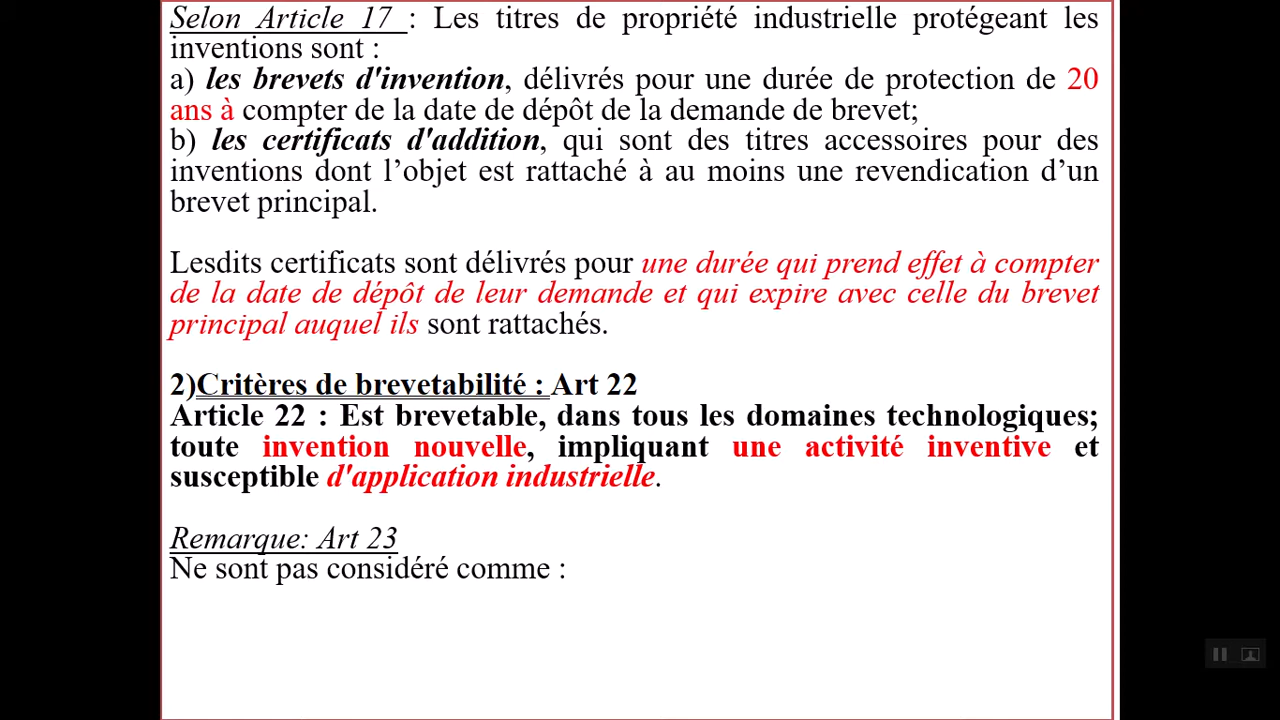 Selon Article 17 : Les titres de propriété industrielle protégeant les
inventions sont :
a) les brevets d'invention, délivrés pour une durée de protection de 20
ans à compter de la date de dépôt de la demande de brevet;
b) les certificats d'addition, qui sont des titres accessoires pour des
inventions dont l’objet est rattaché à au moins une revendication d’un
brevet principal.
Lesdits certificats sont délivrés pour une durée qui prend effet à compter
de la date de dépôt de leur demande et qui expire avec celle du brevet
principal auquel ils sont rattachés.
2)Critères de brevetabilité : Art 22
Article 22 : Est brevetable, dans tous les domaines technologiques;
toute invention nouvelle, impliquant une activité inventive et
susceptible d'application industrielle.
Remarque: Art 23
Ne sont pas considéré comme :